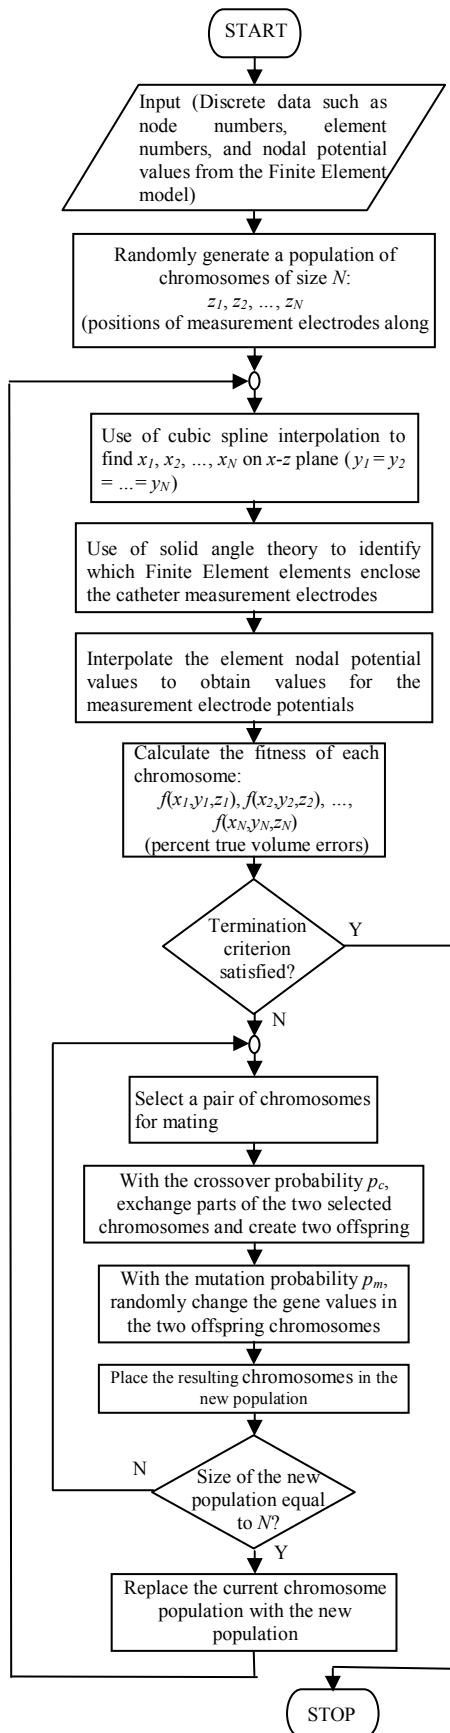 START
Input (Discrete data such as
node numbers, element
numbers, and nodal potential
values from the Finite Element
model)
Randomly generate a population of
chromosomes of size N:
z1, z2, ..., zN
(positions of measurement electrodes along
Use of cubic spline interpolation to
find x1, x2, ..., xN on x-z plane (y1 = y2
= ...= yN)
Use of solid angle theory to identify
which Finite Element elements enclose
the catheter measurement electrodes
Interpolate the element nodal potential
values to obtain values for the
measurement electrode potentials
Calculate the fitness of each
chromosome:
f(x1,y1,z1), f(x2,y2,z2), ...,
f(xN,yN,zN)
(percent true volume errors)
Termination
criterion
satisfied?
Y
N
Select a pair of chromosomes
for mating
With the crossover probability pc,
exchange parts of the two selected
chromosomes and create two offspring
With the mutation probability pm,
randomly change the gene values in
the two offspring chromosomes
Place the resulting chromosomes in the
new population
N
Size of the new
population equal
to N?
Y
Replace the current chromosome
population with the new
population
STOP